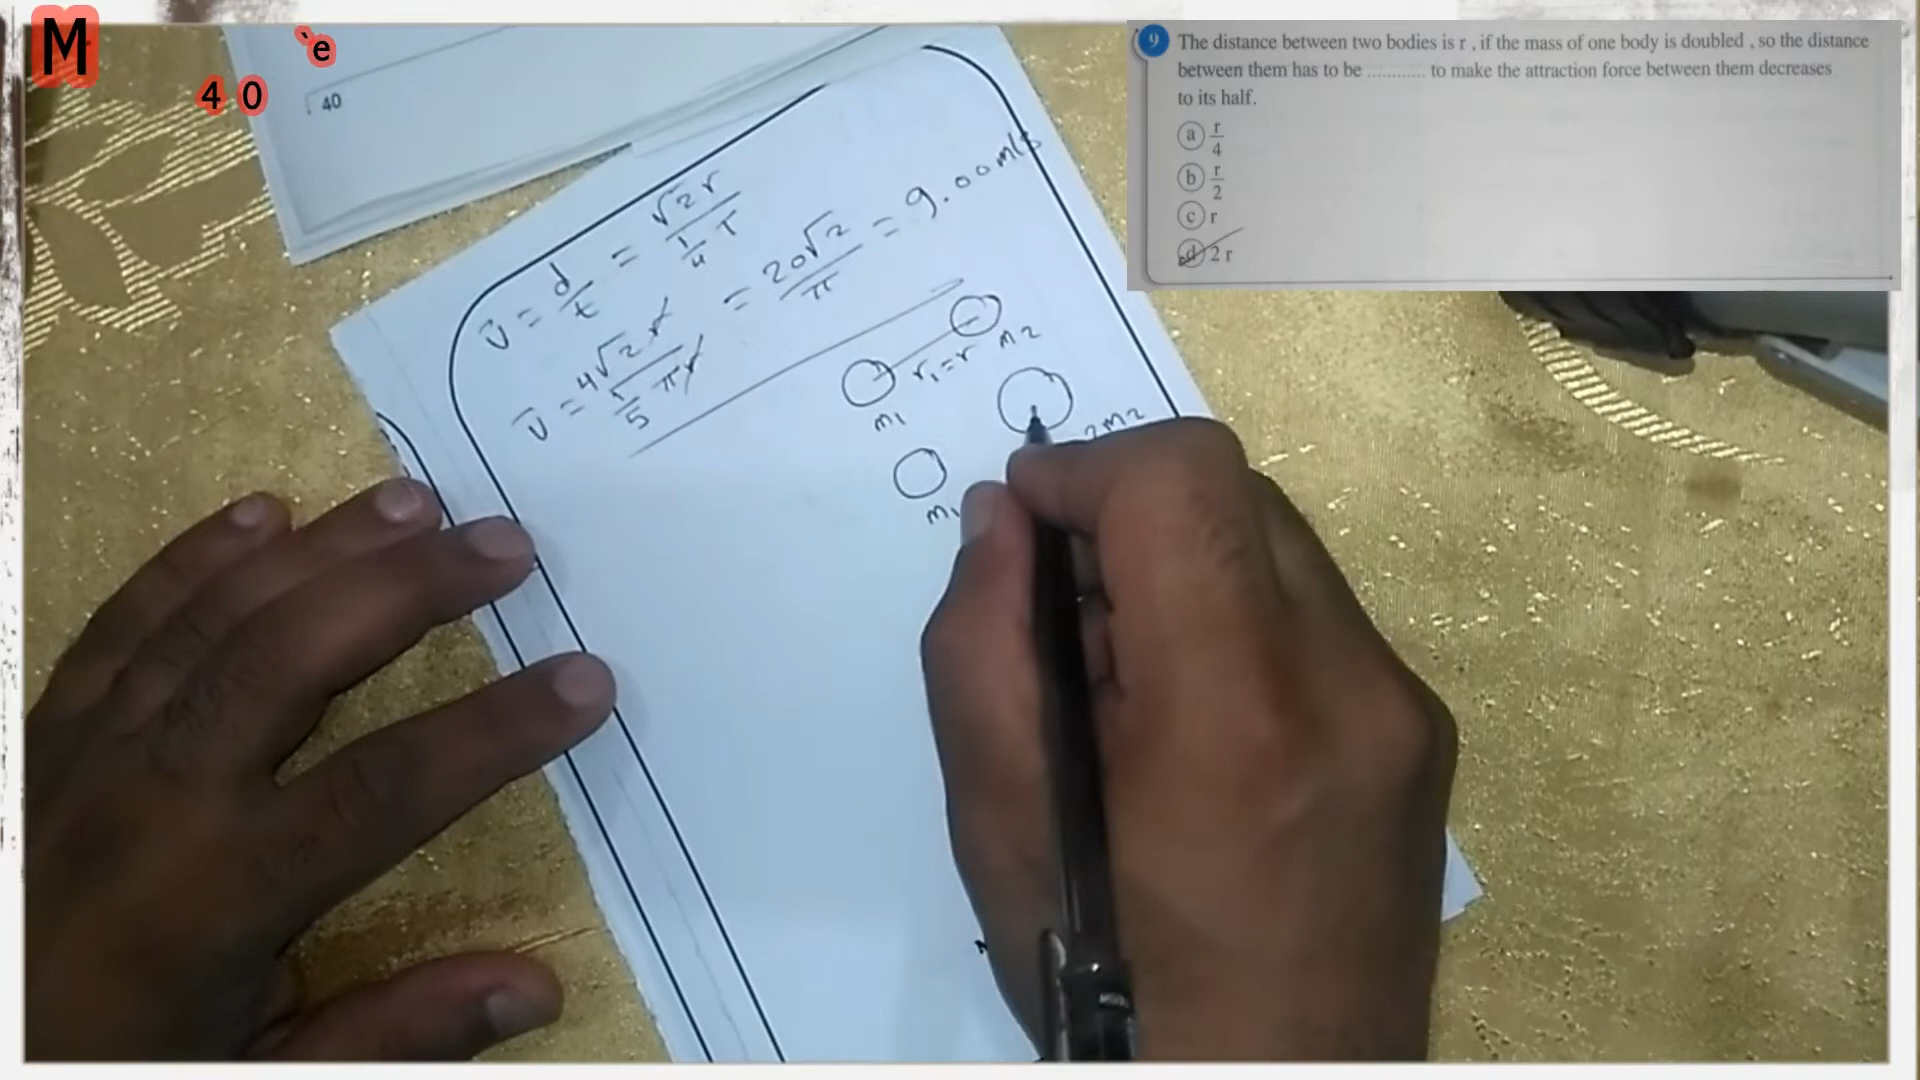 M
`e
4 0
40
9 The distance between two bodies is r , if the mass of one body is doubled , so the distance
between them has to be ............ to make the attraction force between them decreases
to its half.
a r/4
b r/2
c r
d 2 r
v̄ = d/t = √2 r / (1/4 T)
v̄ = 4√2 r / (1/5 π r) = 20√2 / π = 9.00 m/s
r₁ = r
m₁ m₂
2m₂
m₁